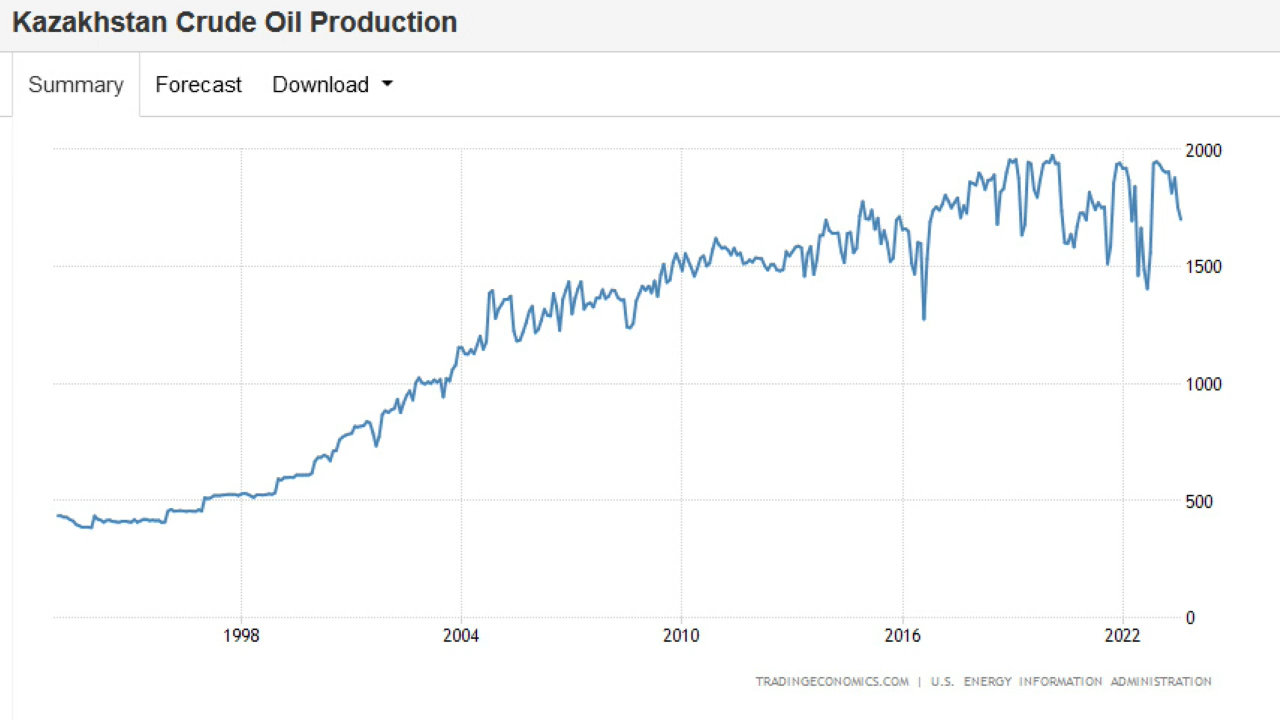 Kazakhstan Crude Oil Production
Summary Forecast Download
2000
1500
1000
500
0
1998 2004 2010 2016 2022
TRADINGECONOMICS.COM | U.S. ENERGY INFORMATION ADMINISTRATION